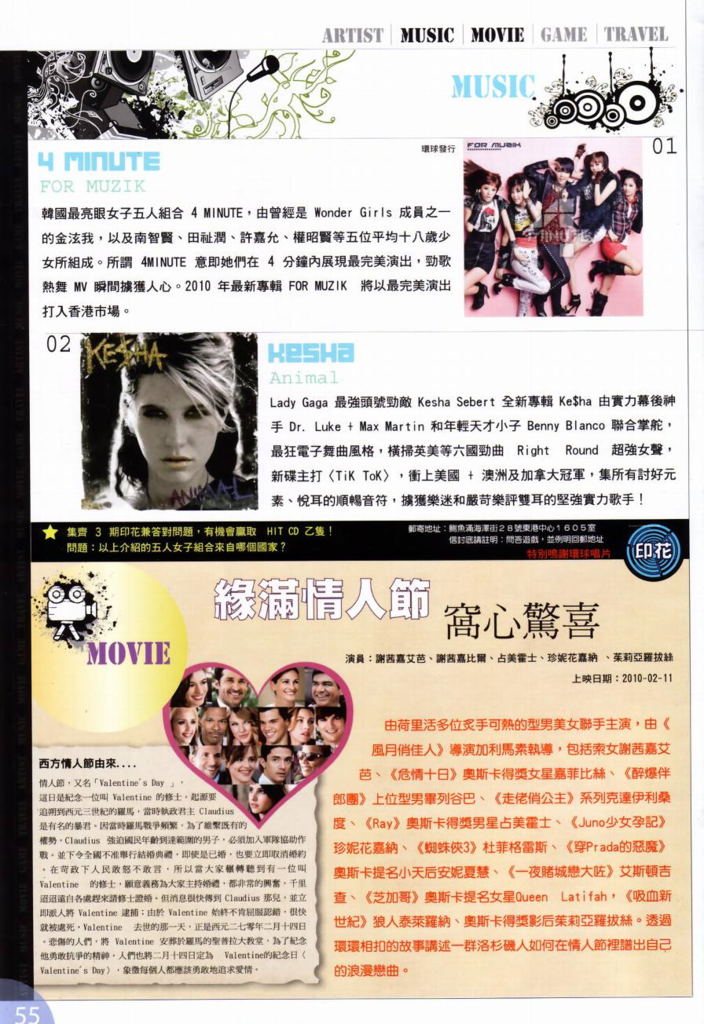 ARTIST MUSIC MOVIE GAME TRAVEL
MUSIC
4 MINUTE
環球發行
01
FOR MUZIK
FOR MUZIK
韓國最亮眼女子五人組合 4 MINUTE，由曾經是 Wonder Girls 成員之一
的金泫我，以及南智賢、田祉潤、許嘉允、權昭賢等五位平均十八歲少
女所組成。所謂 4MINUTE 意即她們在 4 分鐘內展現最完美演出，勁歌
熱舞 MV 瞬間擄獲人心。2010 年最新專輯 FOR MUZIK 將以最完美演出
打入香港市場。
02
KE$HA
ANIMAL
Kesha
Animal
Lady Gaga 最強頭號勁敵 Kesha Sebert 全新專輯 Ke$ha 由實力幕後神
手 Dr. Luke + Max Martin 和年輕天才小子 Benny Blanco 聯合掌舵，
最狂電子舞曲風格，橫掃英美等六國勁曲 Right Round 超強女聲，
新碟主打〈TiK ToK〉，衝上美國 + 澳洲及加拿大冠軍，集所有討好元
素、悅耳的順暢音符，擄獲樂迷和嚴苛樂評雙耳的堅強實力歌手！
集齊 3 期印花兼答對問題，有機會贏取 HIT CD 乙隻！
問題：以上介紹的五人女子組合來自哪個國家？
郵寄地址：鰂魚涌海澤街28號東港中心1605室
信封底請註明：問答遊戲，並例明回郵地址
特別鳴謝環球唱片
印花
MOVIE
緣滿情人節 窩心驚喜
演員：謝茜嘉艾芭、謝茜嘉比爾、占美霍士、珍妮花嘉納、茱莉亞羅拔絲
上映日期：2010-02-11
由荷里活多位炙手可熱的型男美女聯手主演，由《
風月俏佳人》導演加利馬素執導，包括索女謝茜嘉艾
芭、《危情十日》奧斯卡得獎女星嘉菲比絲、《醉爆伴
郎團》上位型男畢列谷巴、《走佬俏公主》系列克達伊利桑
度、《Ray》奧斯卡得獎男星占美霍士、《Juno少女孕記》
珍妮花嘉納、《蜘蛛俠3》杜菲格雷斯、《穿Prada的惡魔》
奧斯卡提名小天后安妮夏慧、《一夜賭城戀大咗》艾斯頓吉
查、《芝加哥》奧斯卡提名女星Queen Latifah，《吸血新
世紀》狼人泰萊羅納、奧斯卡得獎影后茱莉亞羅拔絲。透過
環環相扣的故事講述一群洛杉磯人如何在情人節裡譜出自己
的浪漫戀曲。
西方情人節由來....
情人節，又名「Valentine's Day 」，
這日是紀念一位叫 Valentine 的修士，起源要
追朔到西元三世紀的羅馬，當時執政君主 Claudius
是有名的暴君。因當時羅馬戰爭頻繁，為了維繫既有的
權勢，Claudius 強迫國民年齡到達範圍的男子，必須加入軍隊協助作
戰。並下令全國不准舉行結婚典禮，即使是已婚，也要立即取消婚約
。在苛政下人民敢怒不敢言，所以當大家輾轉聽到有一位叫
Valentine 的修士，願意義務為大家主持婚禮，都非常的興奮，千里
迢迢遠自各處趕來請修士證婚。但消息很快傳到 Claudius 那兒，並立
即派人將 Valentine 逮捕；由於 Valentine 始終不肯屈服認錯，很快
就被處死，Valentine 去世的那一天，正是西元二七零年二月十四日
。悲傷的人們，將 Valentine 安葬於羅馬的聖普拉大教堂，為了紀念
他勇敢抗爭的精神，人們也將二月十四日定為 Valentine的紀念日〈
Valentine's Day〉，象徵每個人都應該勇敢地追求愛情。
55